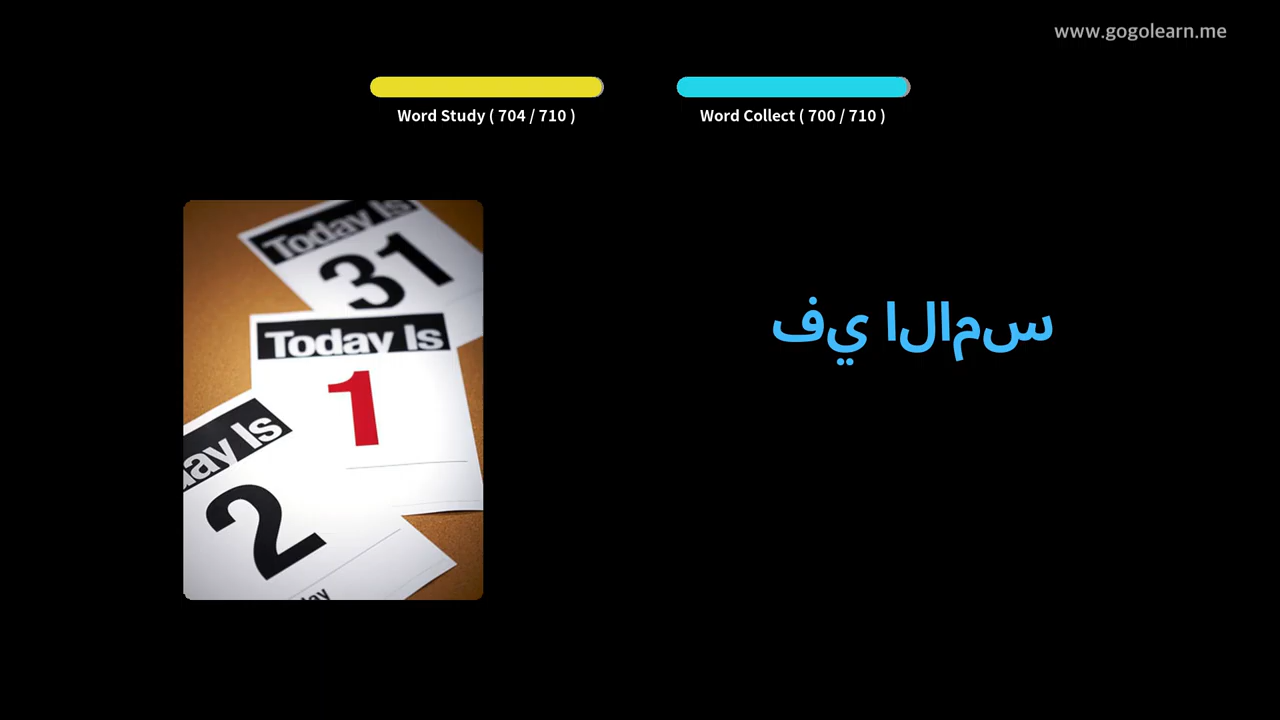 www.gogolearn.me
Word Study ( 704 / 710 )
Word Collect ( 700 / 710 )
Today Is
31
Today Is
1
ay Is
2
في الامس